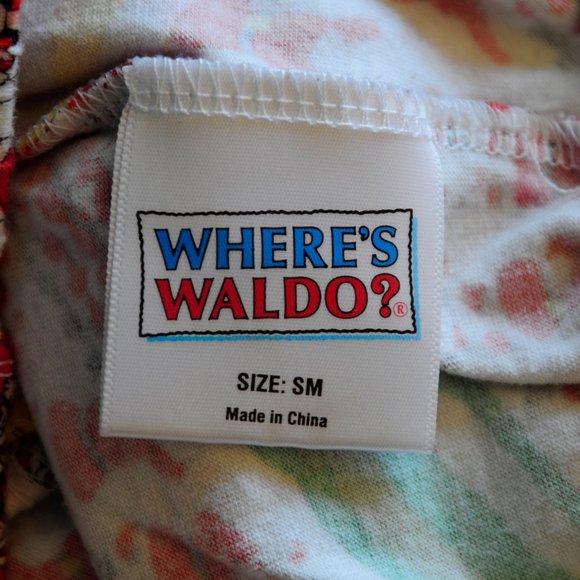 WHERE'S
WALDO?®
SIZE: SM
Made in China